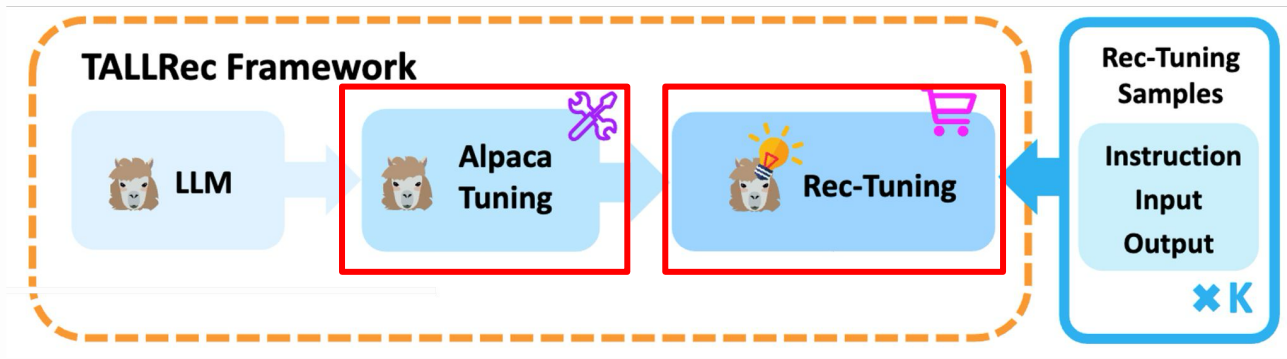 TALLRec Framework
LLM
Alpaca
Tuning
Rec-Tuning
Rec-Tuning
Samples
Instruction
Input
Output
✖ K